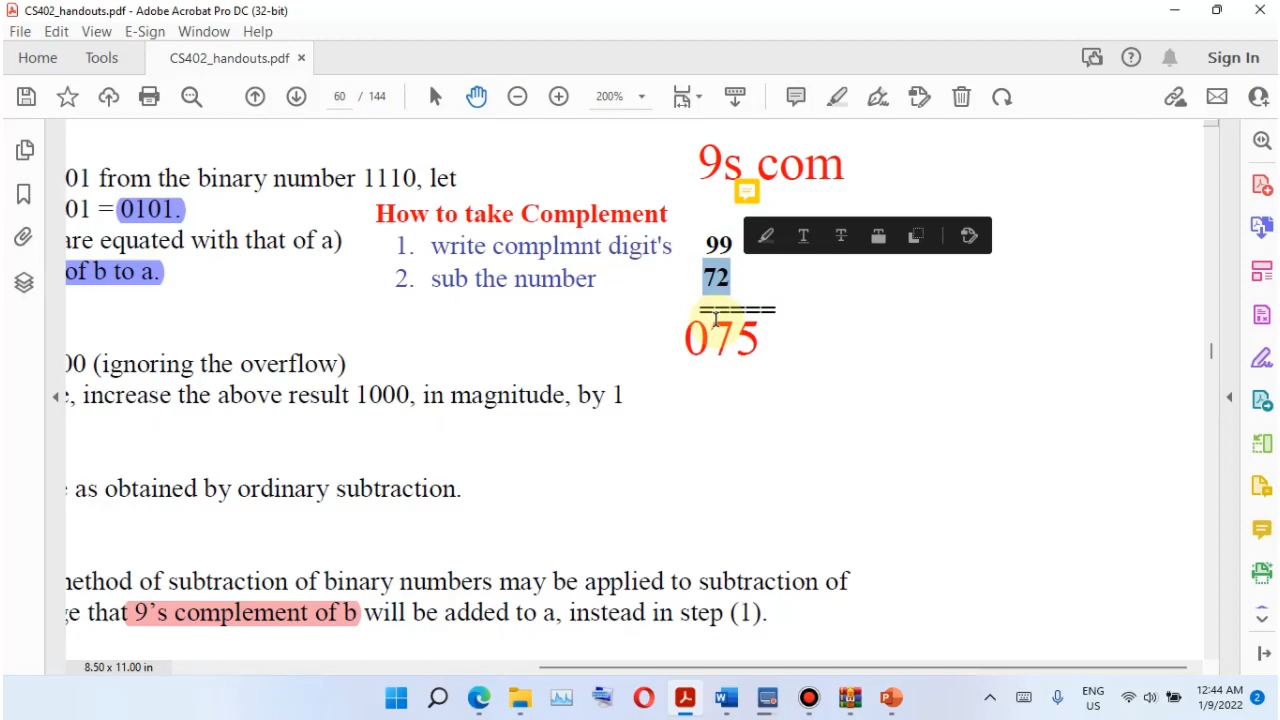 CS402_handouts.pdf - Adobe Acrobat Pro DC (32-bit)
File Edit View E-Sign Window Help
Home Tools CS402_handouts.pdf × Sign In
60 / 144 200%
01 from the binary number 1110, let
01 = 0101.
are equated with that of a)
of b to a.
How to take Complement
1. write complmnt digit's
2. sub the number
9s com
99
72
=====
075
00 (ignoring the overflow)
, increase the above result 1000, in magnitude, by 1
as obtained by ordinary subtraction.
method of subtraction of binary numbers may be applied to subtraction of
ge that 9’s complement of b will be added to a, instead in step (1).
8.50 x 11.00 in
ENG
US
12:44 AM
1/9/2022
2